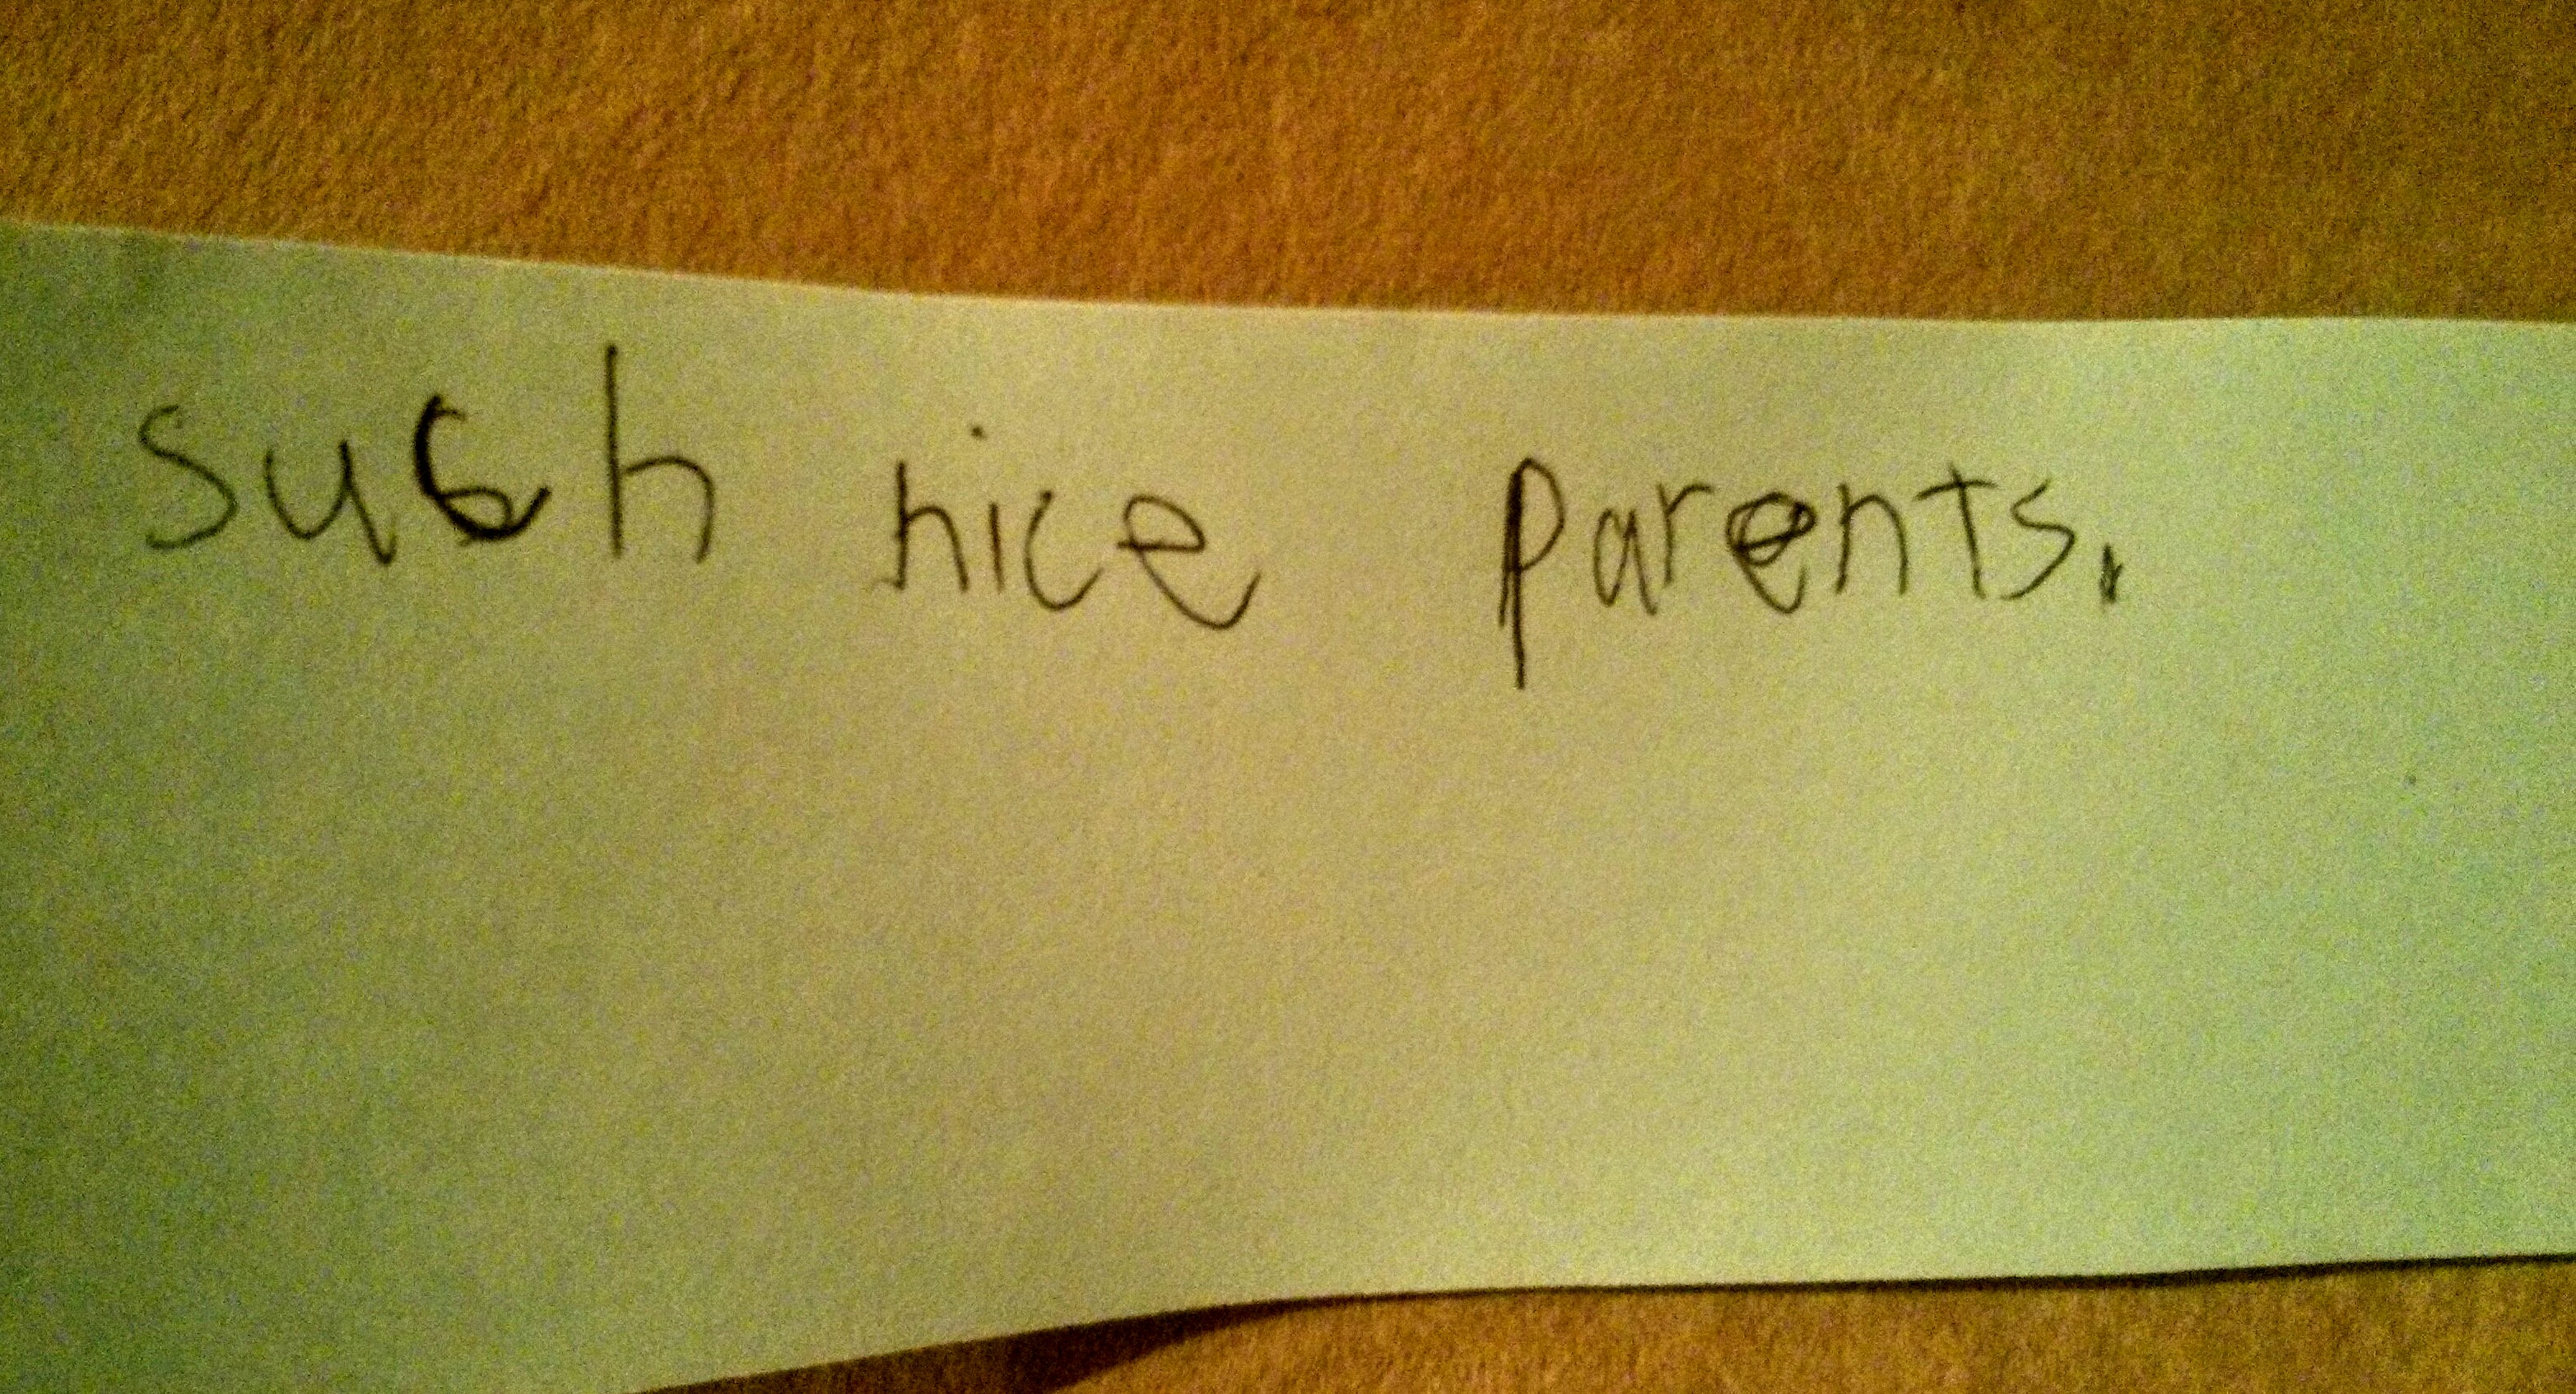 such nice parents.